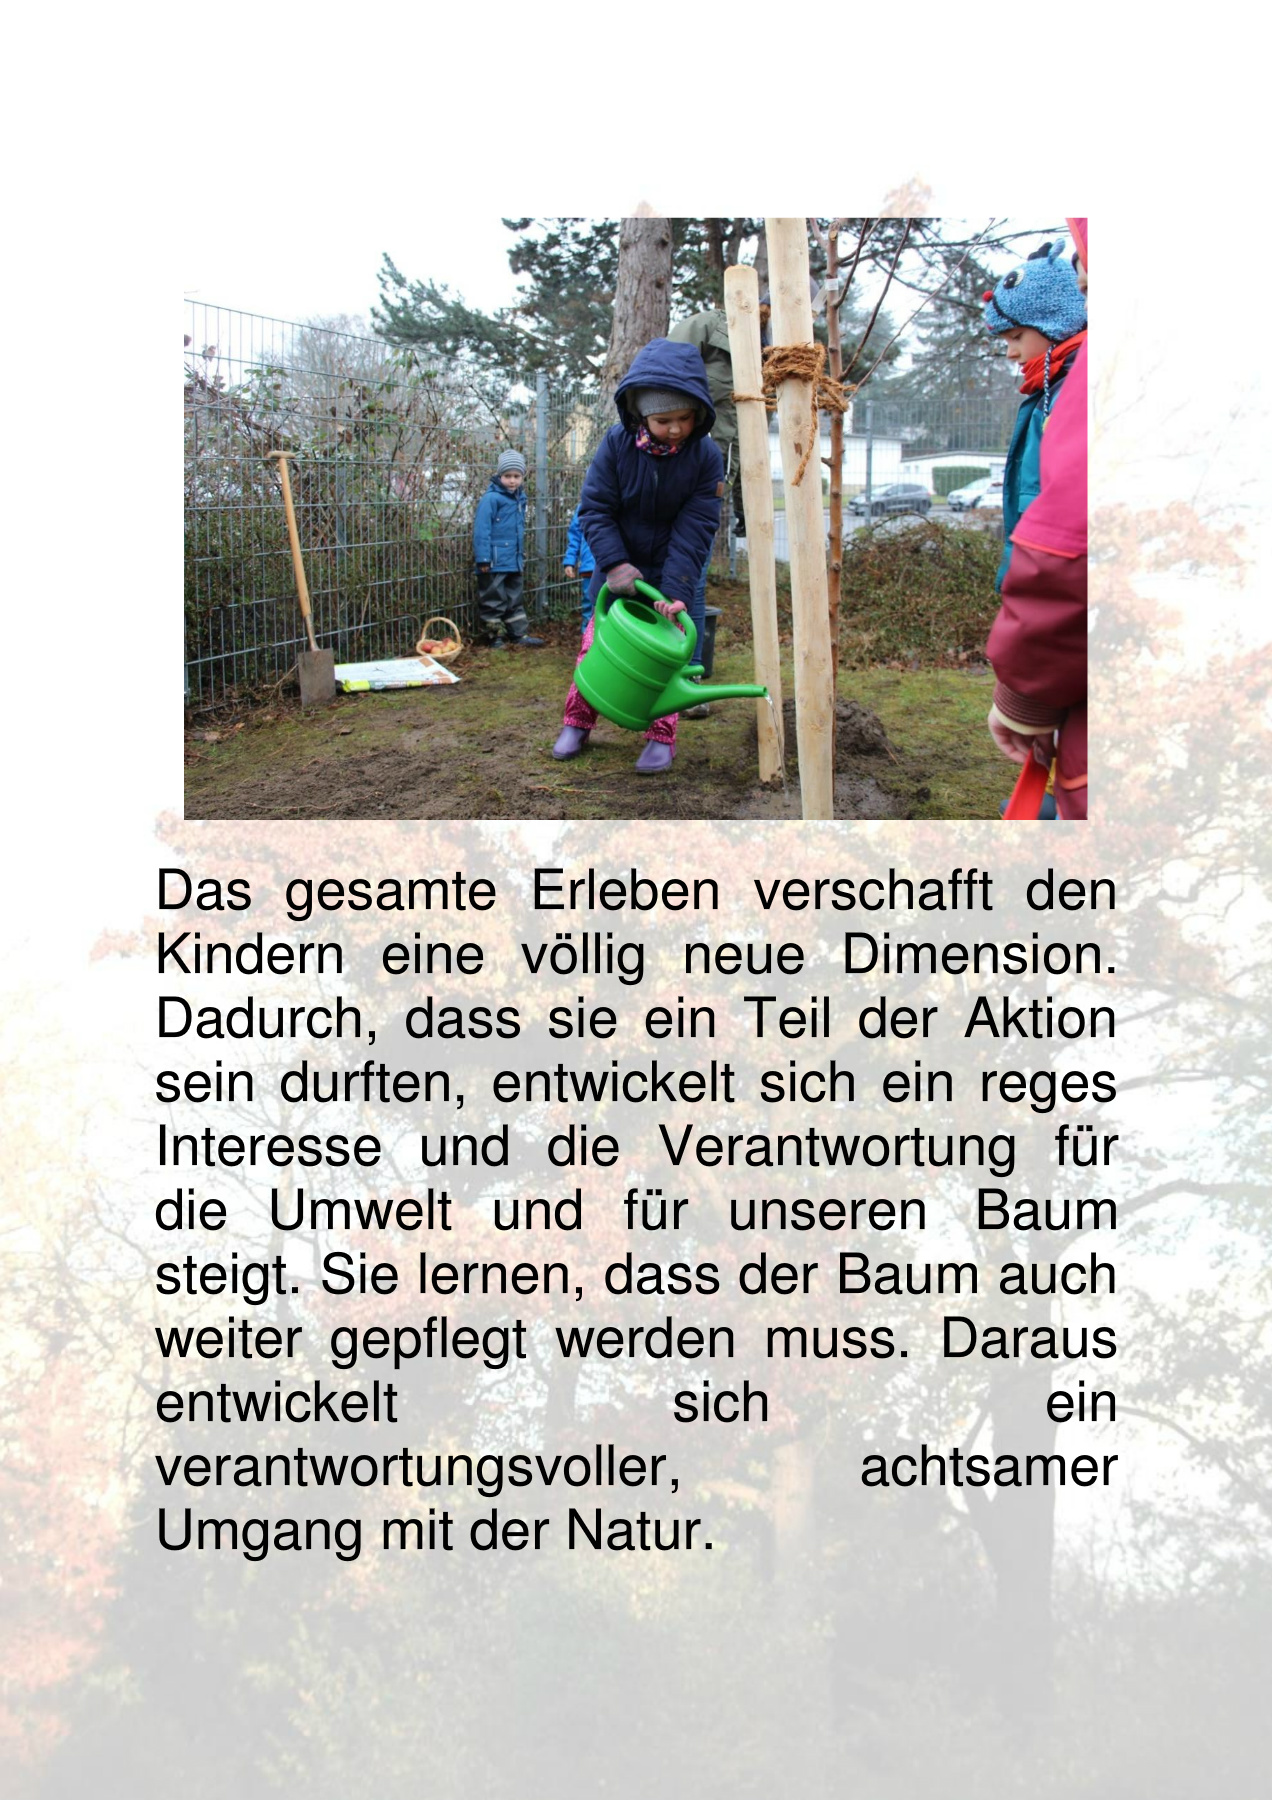 Das gesamte Erleben verschafft den
Kindern eine völlig neue Dimension.
Dadurch, dass sie ein Teil der Aktion
sein durften, entwickelt sich ein reges
Interesse und die Verantwortung für
die Umwelt und für unseren Baum
steigt. Sie lernen, dass der Baum auch
weiter gepflegt werden muss. Daraus
entwickelt sich ein
verantwortungsvoller, achtsamer
Umgang mit der Natur.